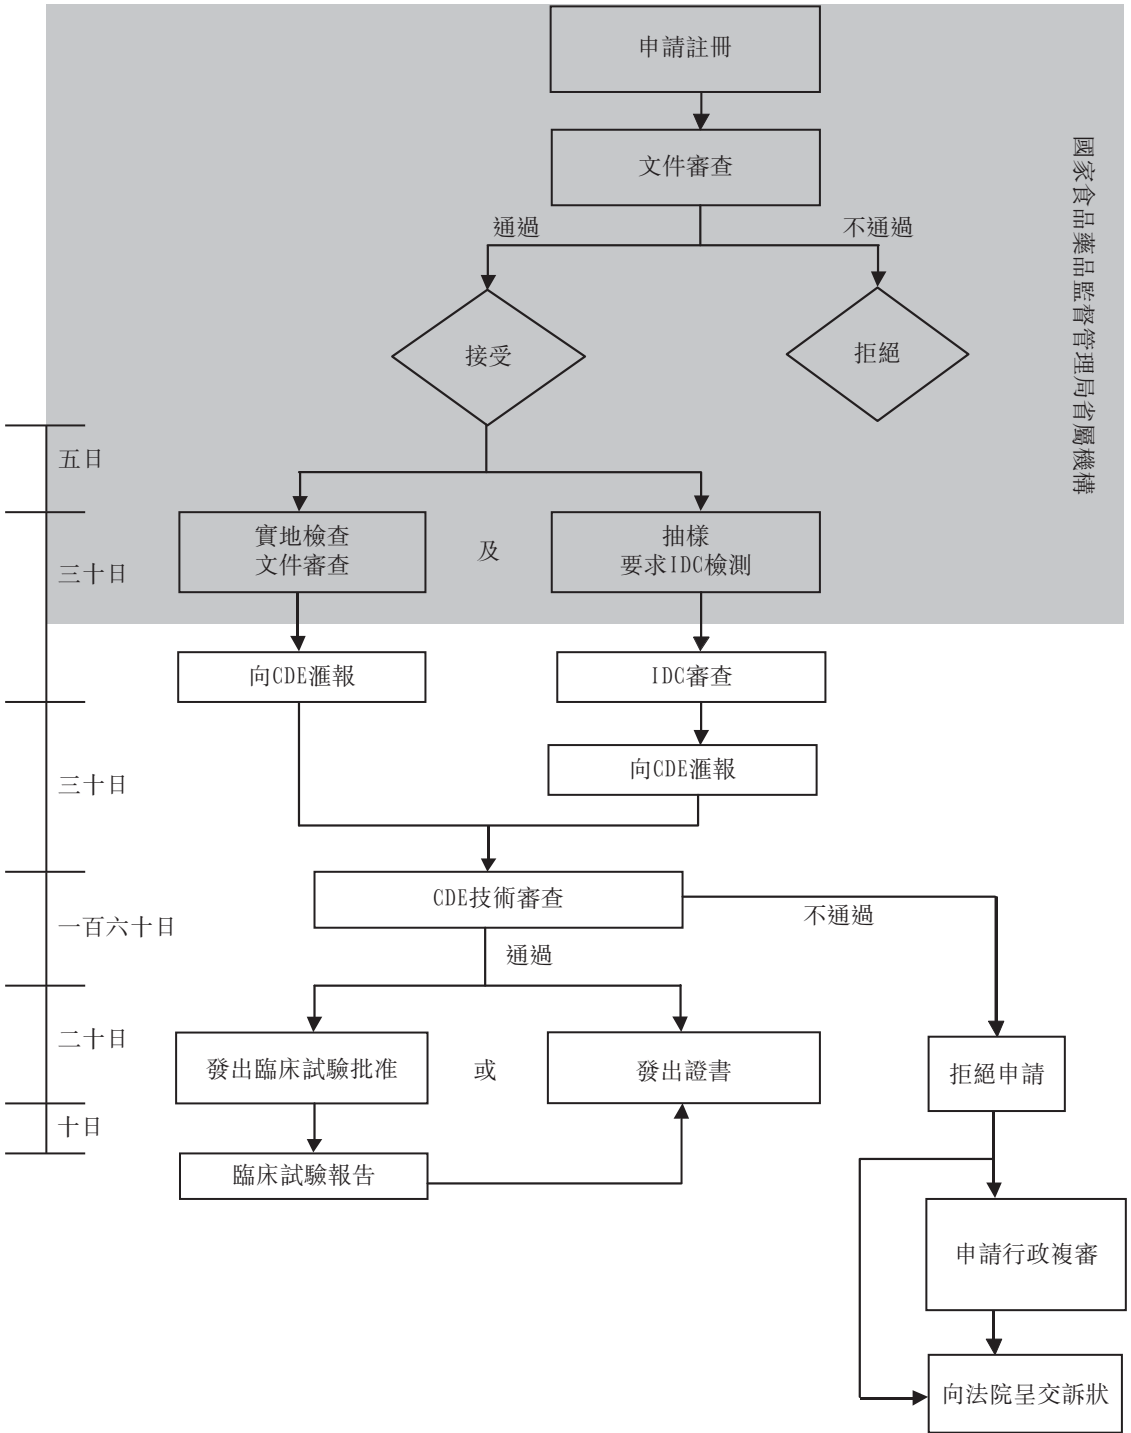 申請註冊
文件審查
國家食品藥品監督管理局省屬機構
通過
不通過
接受
拒絕
五日
三十日
實地檢查
文件審查
及
抽樣
要求IDC檢測
向CDE滙報
IDC審查
三十日
向CDE滙報
CDE技術審查
一百六十日
不通過
通過
二十日
發出臨床試驗批准
或
發出證書
拒絕申請
十日
臨床試驗報告
申請行政複審
向法院呈交訴狀